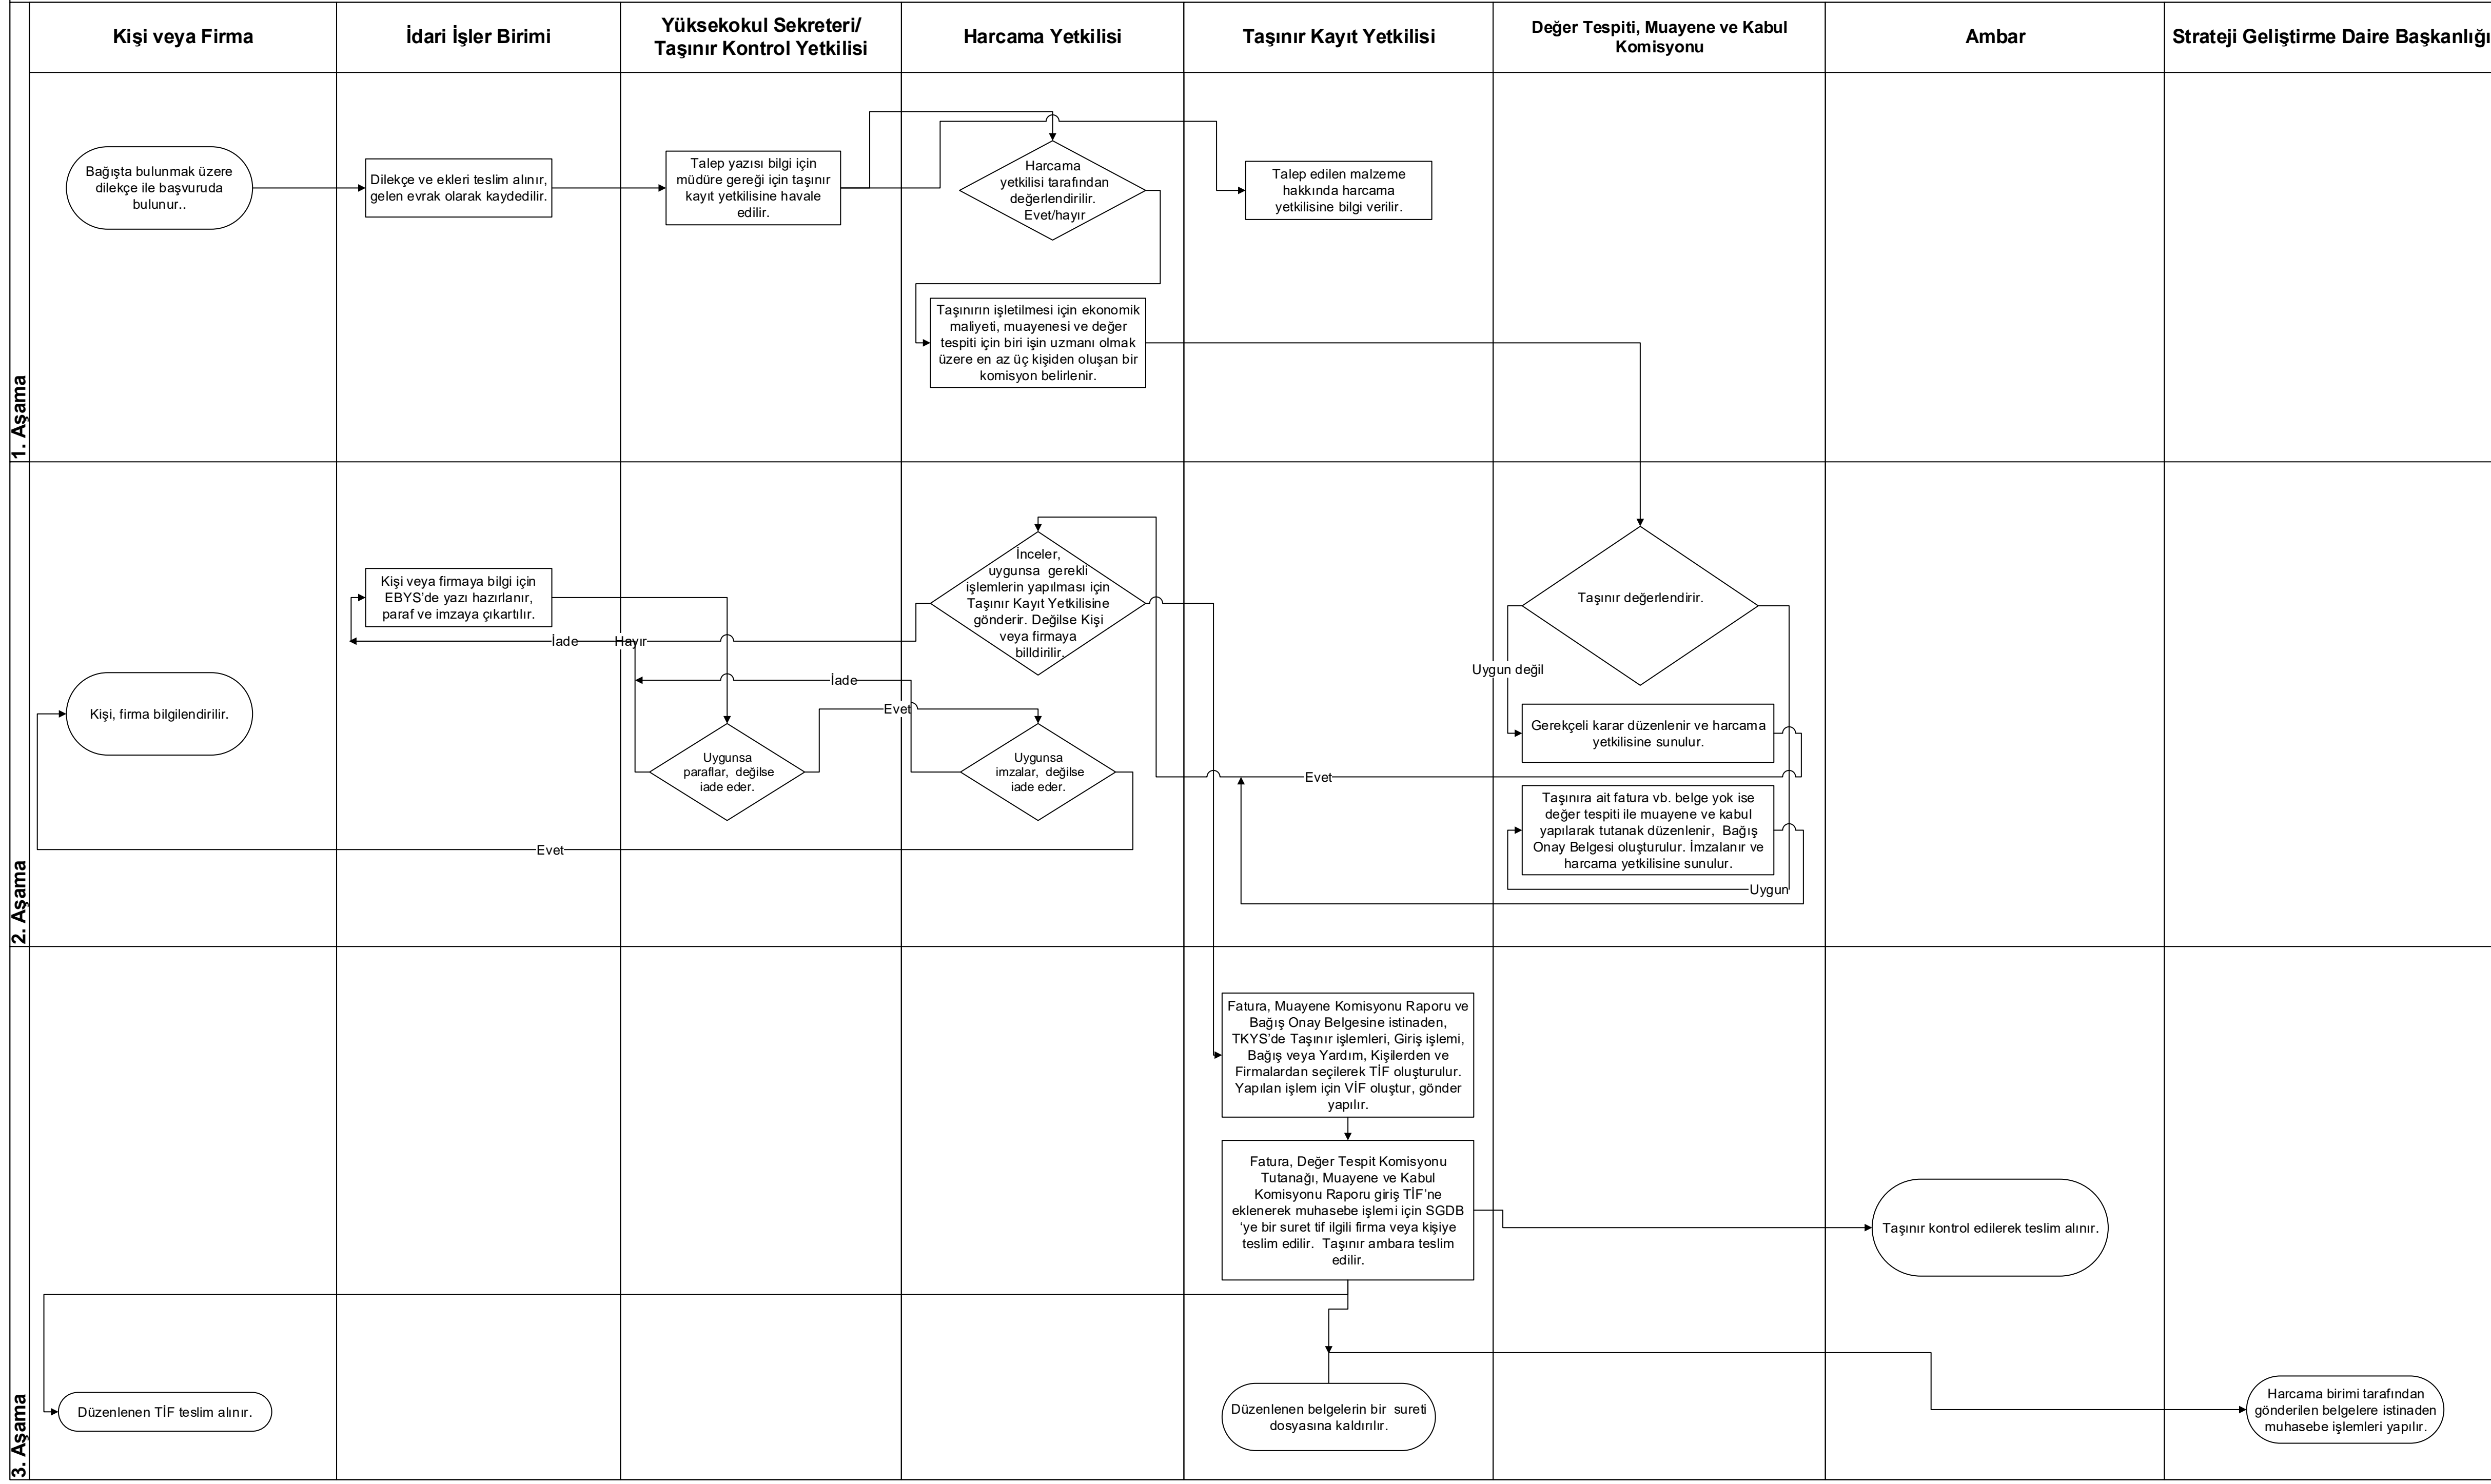 Kişi veya Firma
İdari İşler Birimi
Yüksekokul Sekreteri/
Taşınır Kontrol Yetkilisi
Harcama Yetkilisi
Taşınır Kayıt Yetkilisi
Değer Tespiti, Muayene ve Kabul
Komisyonu
Ambar
Strateji Geliştirme Daire Başkanlığı
1. Aşama
Bağışta bulunmak üzere
dilekçe ile başvuruda
bulunur..
Dilekçe ve ekleri teslim alınır,
gelen evrak olarak kaydedilir.
Talep yazısı bilgi için
müdüre gereği için taşınır
kayıt yetkilisine havale
edilir.
Harcama
yetkilisi tarafından
değerlendirilir.
Evet/hayır
Talep edilen malzeme
hakkında harcama
yetkilisine bilgi verilir.
Taşınırın işletilmesi için ekonomik
maliyeti, muayenesi ve değer
tespiti için biri işin uzmanı olmak
üzere en az üç kişiden oluşan bir
komisyon belirlenir.
2. Aşama
Kişi veya firmaya bilgi için
EBYS’de yazı hazırlanır,
paraf ve imzaya çıkartılır.
İade
Hayır
İnceler,
uygunsa  gerekli
işlemlerin yapılması için
Taşınır Kayıt Yetkilisine
gönderir. Değilse Kişi
veya firmaya
billdirilir.
Taşınır değerlendirir.
Uygun değil
İade
Evet
Kişi, firma bilgilendirilir.
Uygunsa
paraflar,  değilse
iade eder.
Uygunsa
imzalar,  değilse
iade eder.
Gerekçeli karar düzenlenir ve harcama
yetkilisine sunulur.
Evet
Taşınıra ait fatura vb. belge yok ise
değer tespiti ile muayene ve kabul
yapılarak tutanak düzenlenir,  Bağış
Onay Belgesi oluşturulur. İmzalanır ve
harcama yetkilisine sunulur.
Evet
Uygun
3. Aşama
Fatura, Muayene Komisyonu Raporu ve
Bağış Onay Belgesine istinaden,
TKYS’de Taşınır işlemleri, Giriş işlemi,
Bağış veya Yardım, Kişilerden ve
Firmalardan seçilerek TİF oluşturulur.
Yapılan işlem için VİF oluştur, gönder
yapılır.
Fatura, Değer Tespit Komisyonu
Tutanağı, Muayene ve Kabul
Komisyonu Raporu giriş TİF’ne
eklenerek muhasebe işlemi için SGDB
‘ye bir suret tif ilgili firma veya kişiye
teslim edilir.  Taşınır ambara teslim
edilir.
Taşınır kontrol edilerek teslim alınır.
Düzenlenen TİF teslim alınır.
Düzenlenen belgelerin bir  sureti
dosyasına kaldırılır.
Harcama birimi tarafından
gönderilen belgelere istinaden
muhasebe işlemleri yapılır.